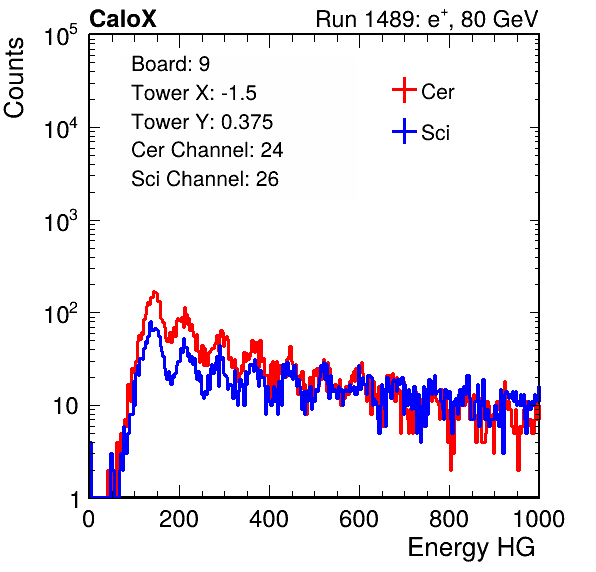 CaloX Run 1489: e⁺, 80 GeV
Counts
10⁵
10⁴
10³
10²
10
1
Board: 9
Tower X: -1.5
Tower Y: 0.375
Cer Channel: 24
Sci Channel: 26
Cer
Sci
0 200 400 600 800 1000
Energy HG